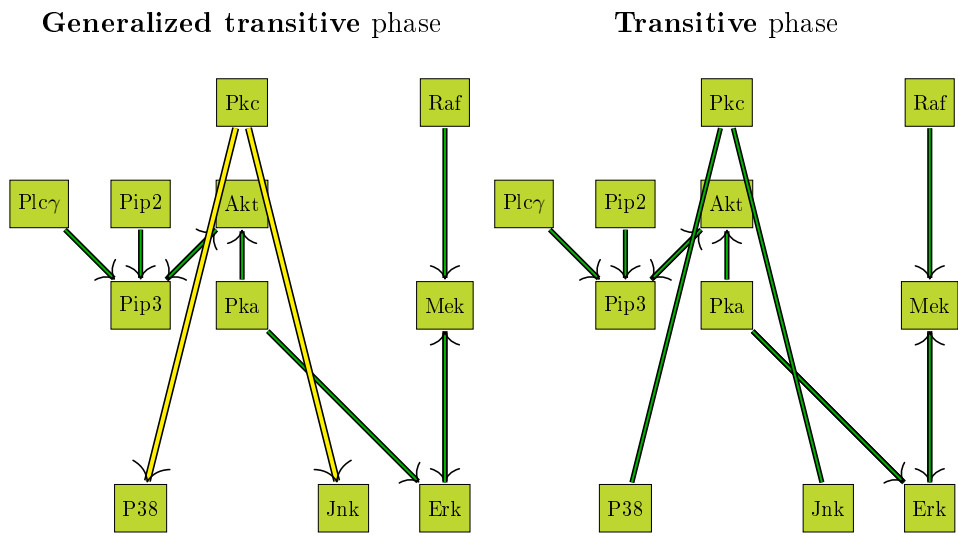 Generalized transitive phase
Transitive phase
Pkc
Raf
Pkc
Raf
Plcγ
Pip2
Akt
Plcγ
Pip2
Akt
Pip3
Pka
Mek
Pip3
Pka
Mek
P38
Jnk
Erk
P38
Jnk
Erk